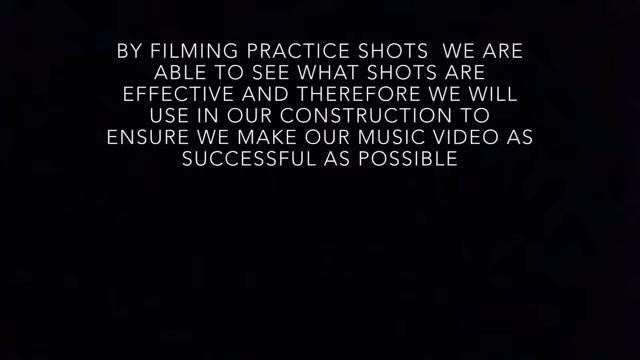 BY FILMING PRACTICE SHOTS WE ARE
ABLE TO SEE WHAT SHOTS ARE
EFFECTIVE AND THEREFORE WE WILL
USE IN OUR CONSTRUCTION TO
ENSURE WE MAKE OUR MUSIC VIDEO AS
SUCCESSFUL AS POSSIBLE